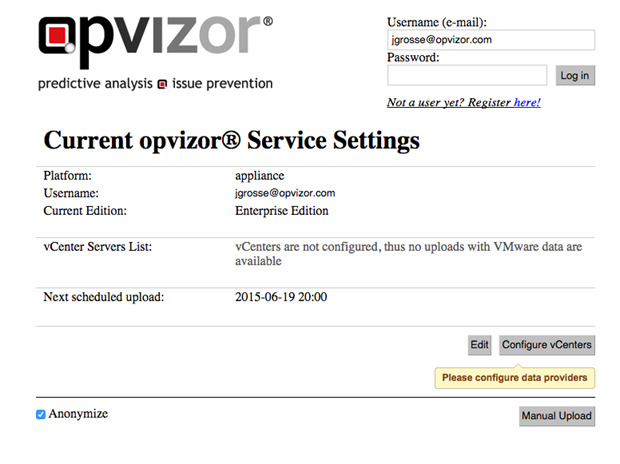 opvizor®
predictive analysis issue prevention
Username (e-mail):
jgrosse@opvizor.com
Password:
Log in
Not a user yet? Register here!
Current opvizor® Service Settings
Platform: appliance
Username: jgrosse@opvizor.com
Current Edition: Enterprise Edition
vCenter Servers List: vCenters are not configured, thus no uploads with VMware data are
available
Next scheduled upload: 2015-06-19 20:00
Edit Configure vCenters
Please configure data providers
Anonymize Manual Upload